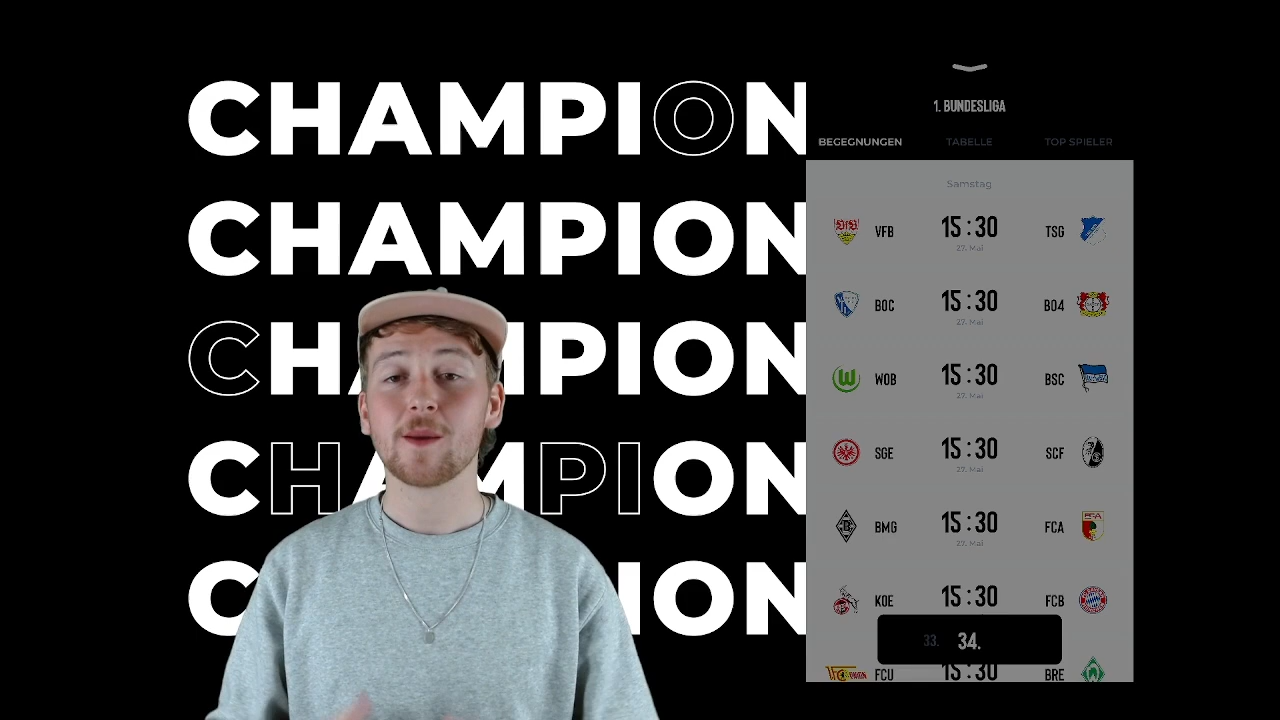 CHAMPION
CHAMPION
CHAMPION
CHAMPION
CHAMPION
1. BUNDESLIGA
BEGEGNUNGEN TABELLE TOP SPIELER
Samstag
VFB 15:30 TSG
27. Mai
BOC 15:30 B04
27. Mai
WOB 15:30 BSC
27. Mai
SGE 15:30 SCF
27. Mai
BMG 15:30 FCA
27. Mai
KOE 15:30 FCB
33. 34.
FCU 15:30 BRE